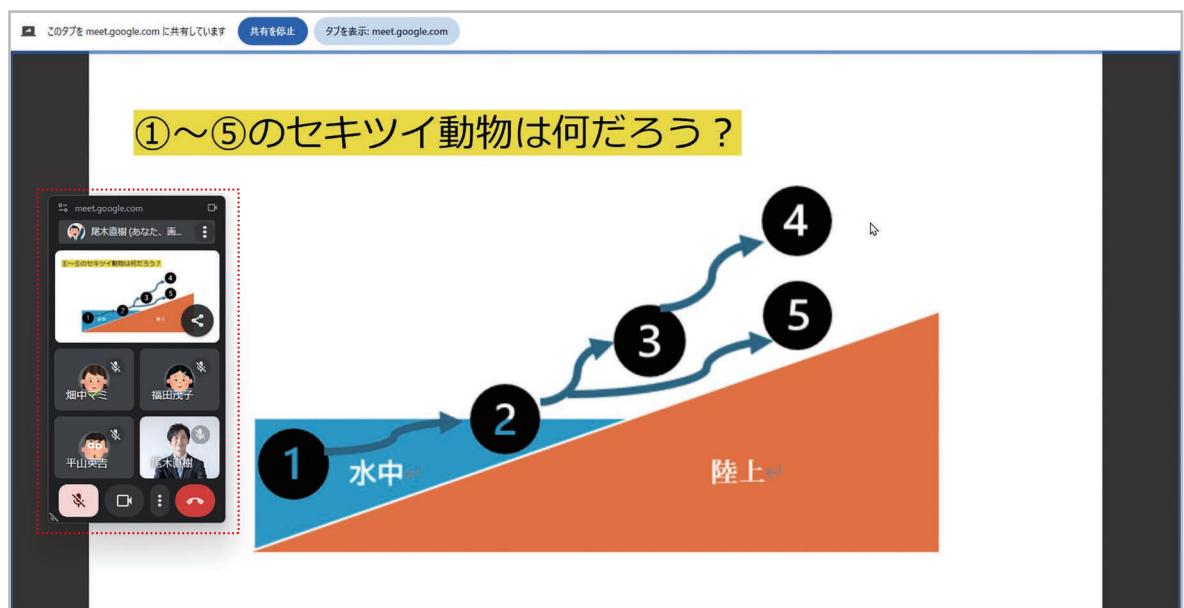 このタブを meet.google.com に共有しています
共有を停止
タブを表示: meet.google.com
①～⑤のセキツイ動物は何だろう？
meet.google.com
尾木直樹 (あなた、画...
①～⑤のセキツイ動物は何だろう？
4
3
5
2
1
水中
陸上
畑中マミ
福田茂子
平山英吉
尾木直樹
4
3
5
2
1
水中↵
陸上↵